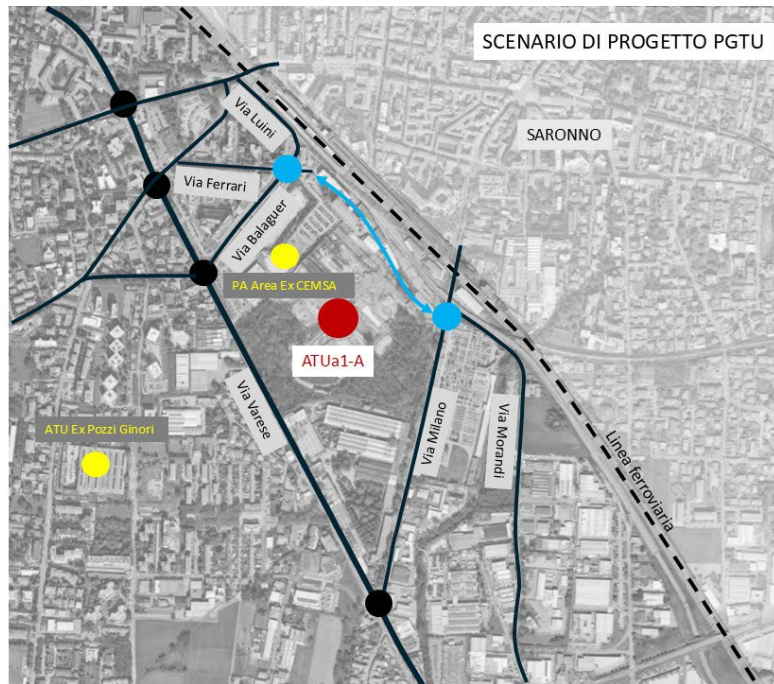 SCENARIO DI PROGETTO PGTU
Via Luini
SARONNO
Via Ferrari
Via Balaguer
PA Area Ex CEMSA
ATUa1-A
Via Varese
Via Milano
Via Morandi
ATU Ex Pozzi Ginori
Linea ferroviaria